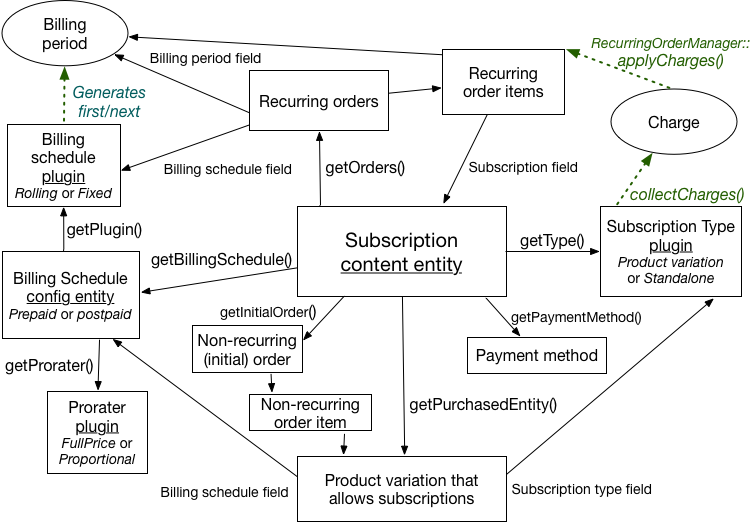 Billing
period
RecurringOrderManager::
applyCharges()
Billing period field
Recurring
order items
Generates
first/next
Recurring orders
Charge
Billing
schedule
plugin
Rolling or Fixed
Billing schedule field
getOrders()
Subscription field
collectCharges()
getPlugin()
Subscription
content entity
getType()
Subscription Type
plugin
Product variation
or Standalone
getBillingSchedule()
Billing Schedule
config entity
Prepaid or postpaid
getInitialOrder()
getPaymentMethod()
Non-recurring
(initial) order
Payment method
getProrater()
Prorater
plugin
FullPrice or
Proportional
Non-recurring
order item
getPurchasedEntity()
Billing schedule field
Product variation that
allows subscriptions
Subscription type field